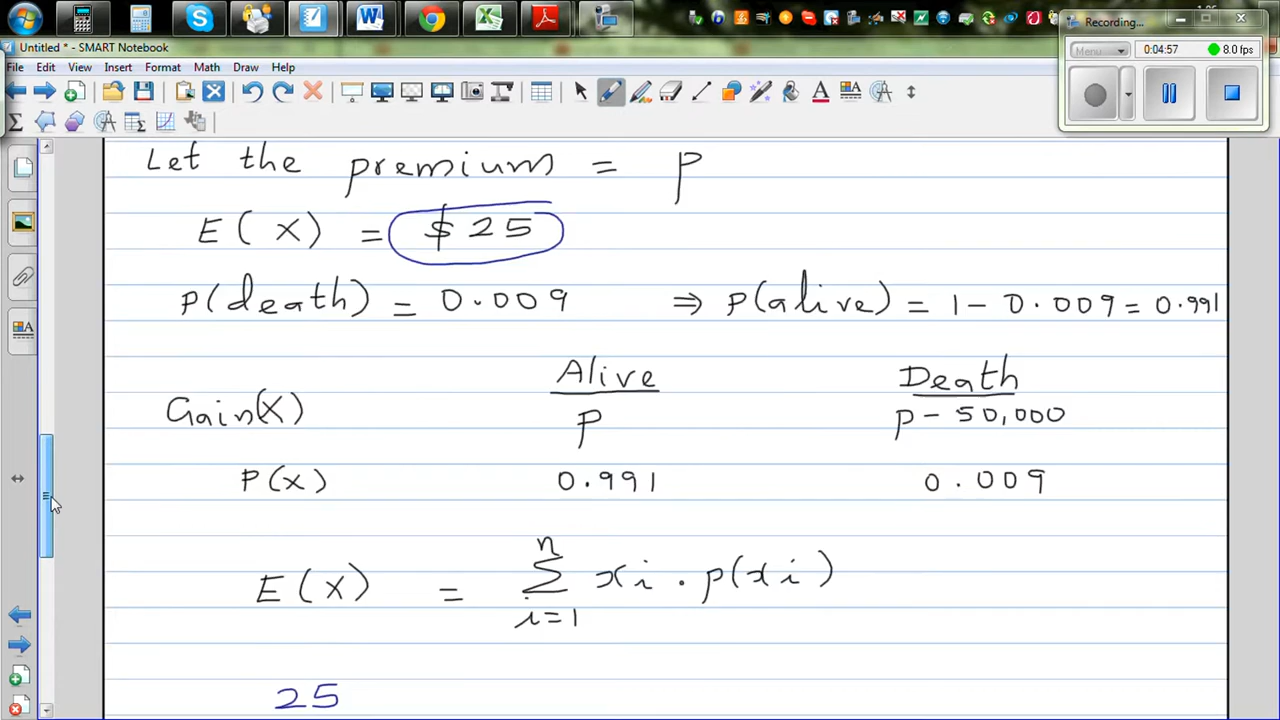 Recording...
Menu
0:04:57
8.0 fps
Untitled * - SMART Notebook
File Edit View Insert Format Math Draw Help
Let the premium = p
E(X) = $25
P(death) = 0.009 ⇒ P(alive) = 1 - 0.009 = 0.991
Alive Death
Gain(X) p p - 50,000
P(x) 0.991 0.009
n
E(X) = Σ xi . p(xi)
i=1
25